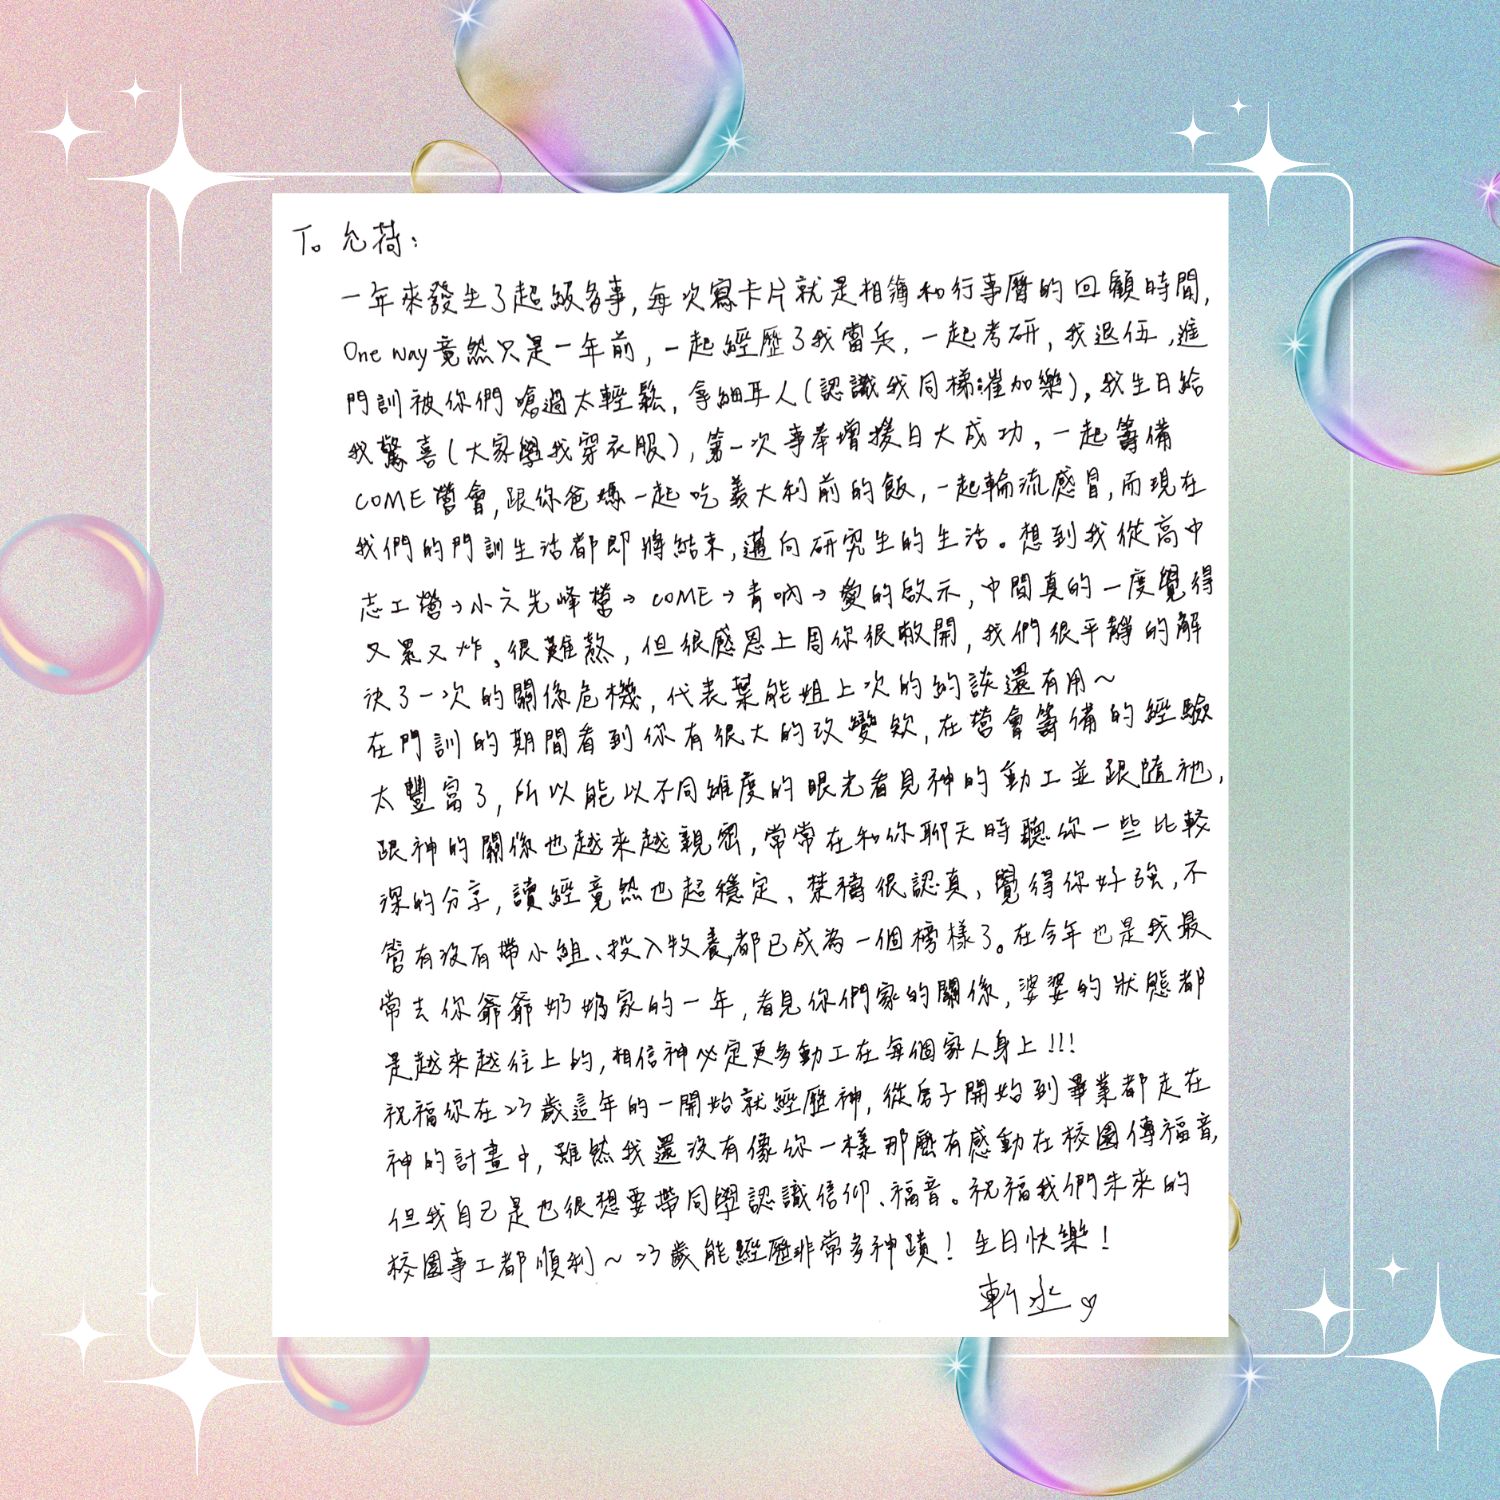 To 允荷:
一年來發生了超級多事,每次寫卡片就是相簿和行事曆的回顧時間,
One way竟然只是一年前,一起經歷了我當兵,一起考研,我退伍,進
門訓被你們嗆過太輕鬆,拿細耳人(認識我同梯:崔加樂),我生日給
我驚喜(大家學我穿衣服),第一次事奉增援日大成功,一起籌備
COME營會,跟你爸媽一起吃義大利前的飯,一起輪流感冒,而現在
我們的門訓生活都即將結束,邁向研究生的生活。想到我從高中
志工營→小六先峰營→COME→青吶→愛的啟示,中間真的一度覺得
又累又炸、很難熬,但很感恩上周你很敞開,我們很平靜的解
決了一次的關係危機,代表葉能姐上次的約談還有用~
在門訓的期間看到你有很大的改變欸,在營會籌備的經驗
太豐富了,所以能以不同維度的眼光看見神的動工並跟隨祂,
跟神的關係也越來越親密,常常在和你聊天時聽你一些比較
深的分享,讀經竟然也超穩定、禁禱很認真,覺得你好強,不
管有沒有帶小組、投入牧養,都已成為一個榜樣了。在今年也是我最
常去你爺爺奶奶家的一年,看見你們家的關係,婆婆的狀態都
是越來越往上的,相信神必定更多動工在每個家人身上!!!
祝福你在23歲這年的一開始就經歷神,從房子開始到畢業都走在
神的計畫中,雖然我還沒有像你一樣那麼有感動在校園傳福音,
但我自己是也很想要帶同學認識信仰、福音。祝福我們未來的
校園事工都順利~23歲能經歷非常多神蹟!生日快樂!
軒丞♡